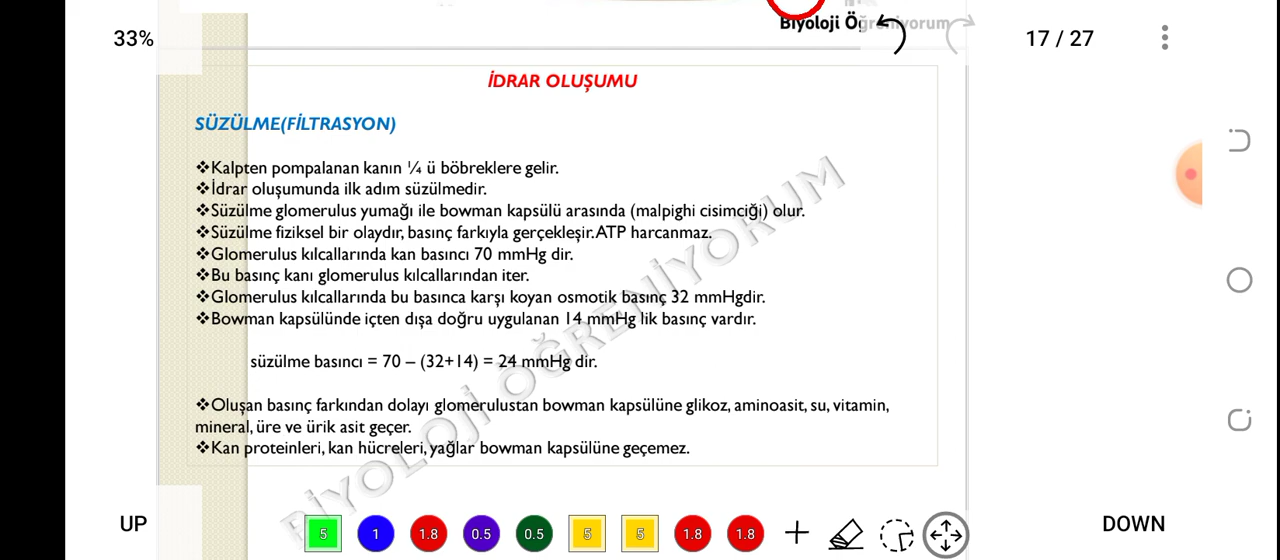 Biyoloji Öğreniyorum
33%
17 / 27
İDRAR OLUŞUMU
SÜZÜLME(FİLTRASYON)
❖Kalpten pompalanan kanın ¼ ü böbreklere gelir.
❖İdrar oluşumunda ilk adım süzülmedir.
❖Süzülme glomerulus yumağı ile bowman kapsülü arasında (malpighi cisimciği) olur.
❖Süzülme fiziksel bir olaydır, basınç farkıyla gerçekleşir.ATP harcanmaz.
❖Glomerulus kılcallarında kan basıncı 70 mmHg dir.
❖Bu basınç kanı glomerulus kılcallarından iter.
❖Glomerulus kılcallarında bu basınca karşı koyan osmotik basınç 32 mmHgdir.
❖Bowman kapsülünde içten dışa doğru uygulanan 14 mmHg lik basınç vardır.
süzülme basıncı = 70 – (32+14) = 24 mmHg dir.
❖Oluşan basınç farkından dolayı glomerulustan bowman kapsülüne glikoz, aminoasit, su, vitamin,
mineral, üre ve ürik asit geçer.
❖Kan proteinleri, kan hücreleri, yağlar bowman kapsülüne geçemez.
BİYOLOJİ ÖĞRENİYORUM
UP
5 1 1.8 0.5 0.5 5 5 1.8 1.8
DOWN